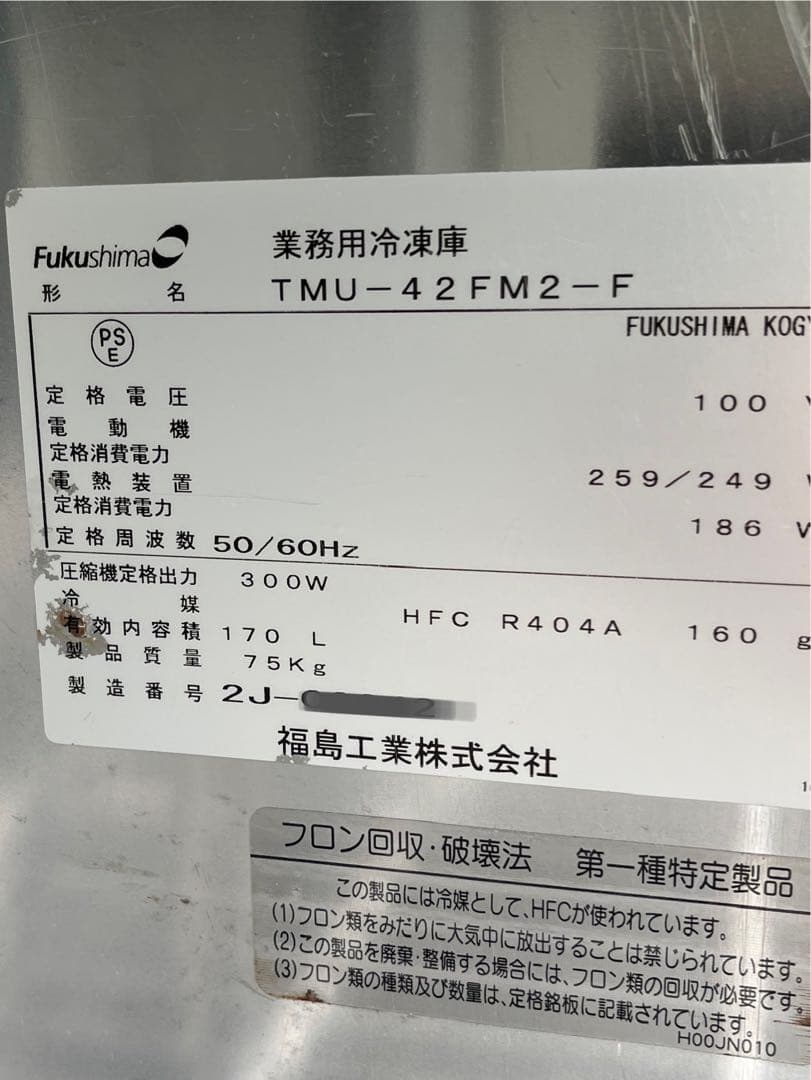 Fukushima
業務用冷凍庫
形名 TMU-42FM2-F
FUKUSHIMA
PS
E
定格電圧 100
電動機
定格消費電力 259/249
電熱装置
定格消費電力 186 W
定格周波数 50/60Hz
圧縮機定格出力 300W
冷媒 HFC R404A 160 g
有効内容積 170 L
製品質量 75Kg
製造番号 2J-
福島工業株式会社
フロン回収・破壊法 第一種特定製品
この製品には冷媒として、HFCが使われています。
(1)フロン類をみだりに大気中に放出することは禁じられています。
(2)この製品を廃棄・整備する場合には、フロン類の回収が必要です。
(3)フロン類の種類及び数量は、定格銘板に記載されています。
H00JN010